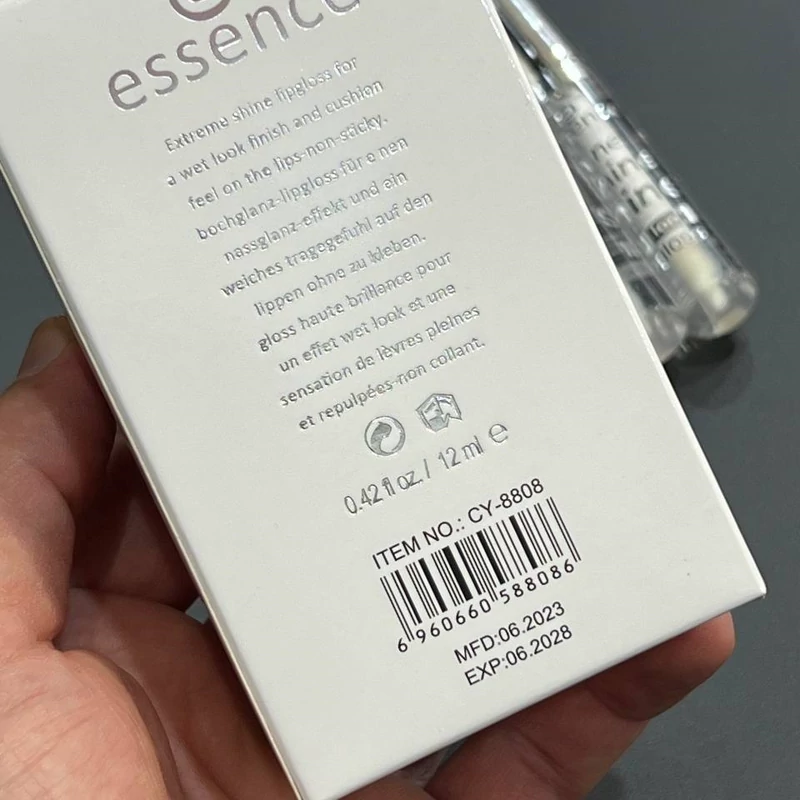 essence
Extreme shine lipgloss for
a wet look finish and cushion
feel on the lips-non-sticky.
bochglanz-lipgloss für e nen
nassglanz-effekt und ein
weiches tragegefuhl auf den
lippen ohne zu kleben.
gloss haute brillance pour
un effet wet look et une
sensation de lèvres pleines
et repulpées-non collant.
0.42 fl oz. / 12 ml ℮
ITEM NO.: CY-8808
6 960660 588086
MFD:06.2023
EXP:06.2028